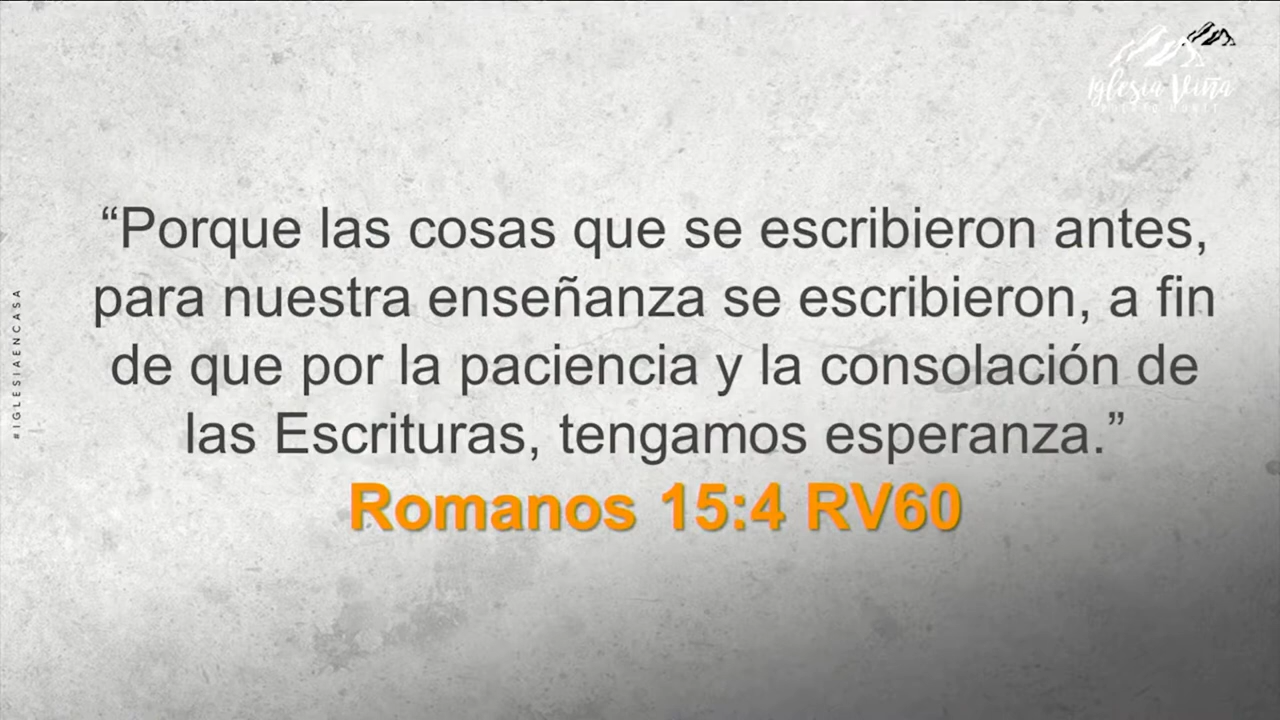 Iglesia Viña
#IGLESIAENCASA
“Porque las cosas que se escribieron antes,
para nuestra enseñanza se escribieron, a fin
de que por la paciencia y la consolación de
las Escrituras, tengamos esperanza.”
Romanos 15:4 RV60